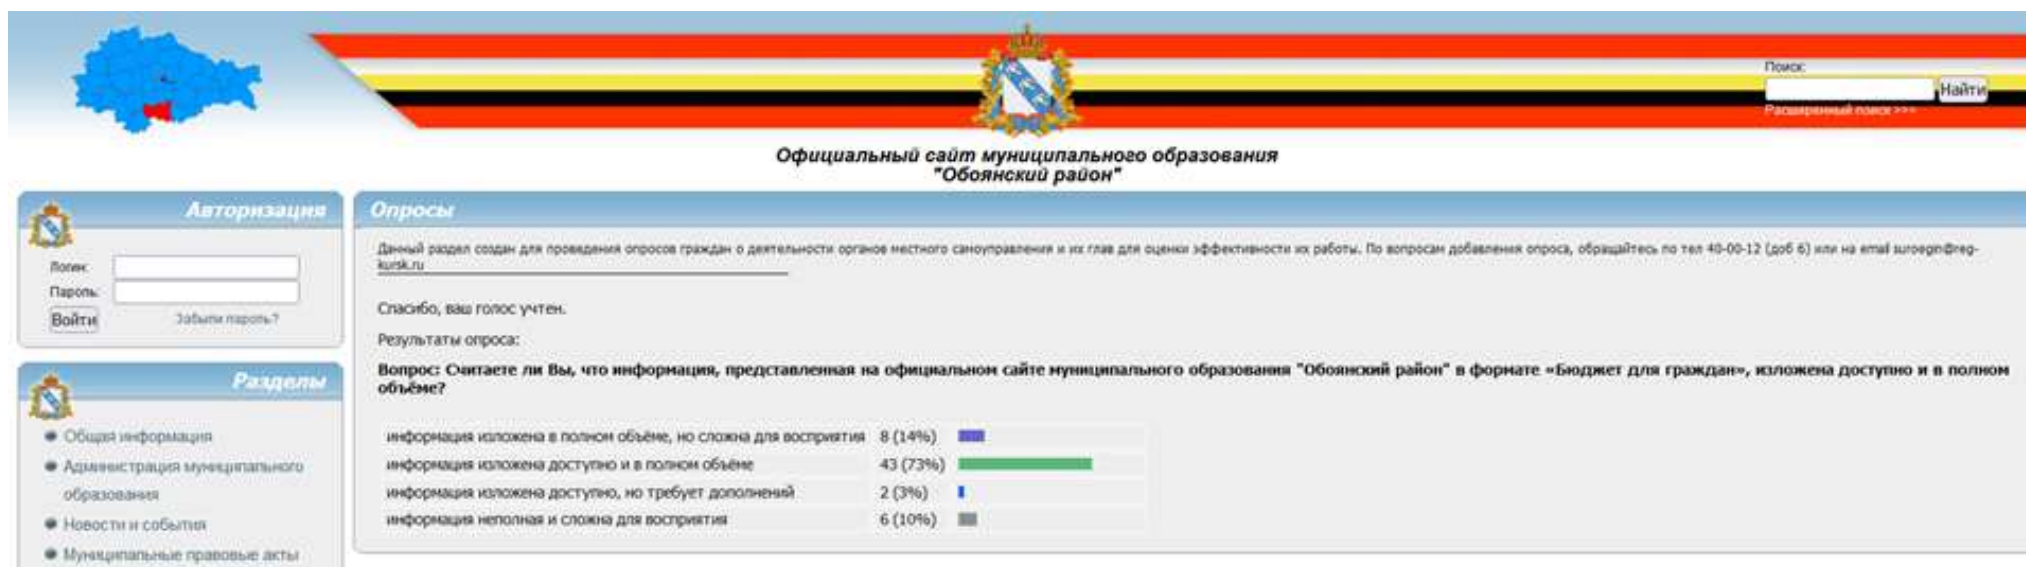 Поиск:
Найти
Расширенный поиск >>>
Официальный сайт муниципального образования
"Обоянский район"
Авторизация
Логин:
Пароль:
Войти
Забыли пароль?
Разделы
Общая информация
Администрация муниципального
образования
Новости и события
Муниципальные правовые акты
Опросы
Данный раздел создан для проведения опросов граждан о деятельности органов местного самоуправления и их глав для оценки эффективности их работы. По вопросам добавления опроса, обращайтесь по тел 40-00-12 (доб 6) или на email suroegin@reg-
kursk.ru
Спасибо, ваш голос учтен.
Результаты опроса:
Вопрос: Считаете ли Вы, что информация, представленная на официальном сайте муниципального образования "Обоянский район" в формате «Бюджет для граждан», изложена доступно и в полном
объёме?
информация изложена в полном объёме, но сложна для восприятия 8 (14%)
информация изложена доступно и в полном объёме 43 (73%)
информация изложена доступно, но требует дополнений 2 (3%)
информация неполная и сложна для восприятия 6 (10%)